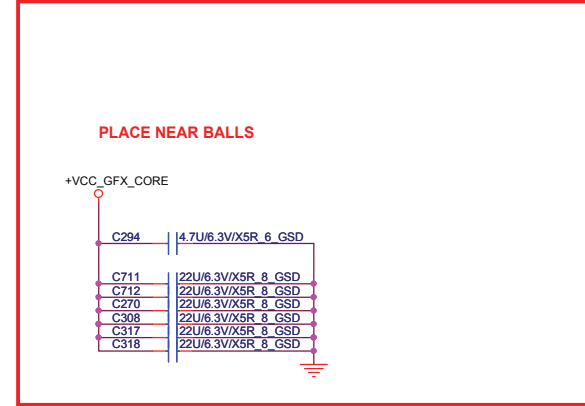 PLACE NEAR BALLS
+VCC_GFX_CORE
C294 4.7U/6.3V/X5R_6_GSD
C711 22U/6.3V/X5R_8_GSD
C712 22U/6.3V/X5R_8_GSD
C270 22U/6.3V/X5R_8_GSD
C308 22U/6.3V/X5R_8_GSD
C317 22U/6.3V/X5R_8_GSD
C318 22U/6.3V/X5R_8_GSD